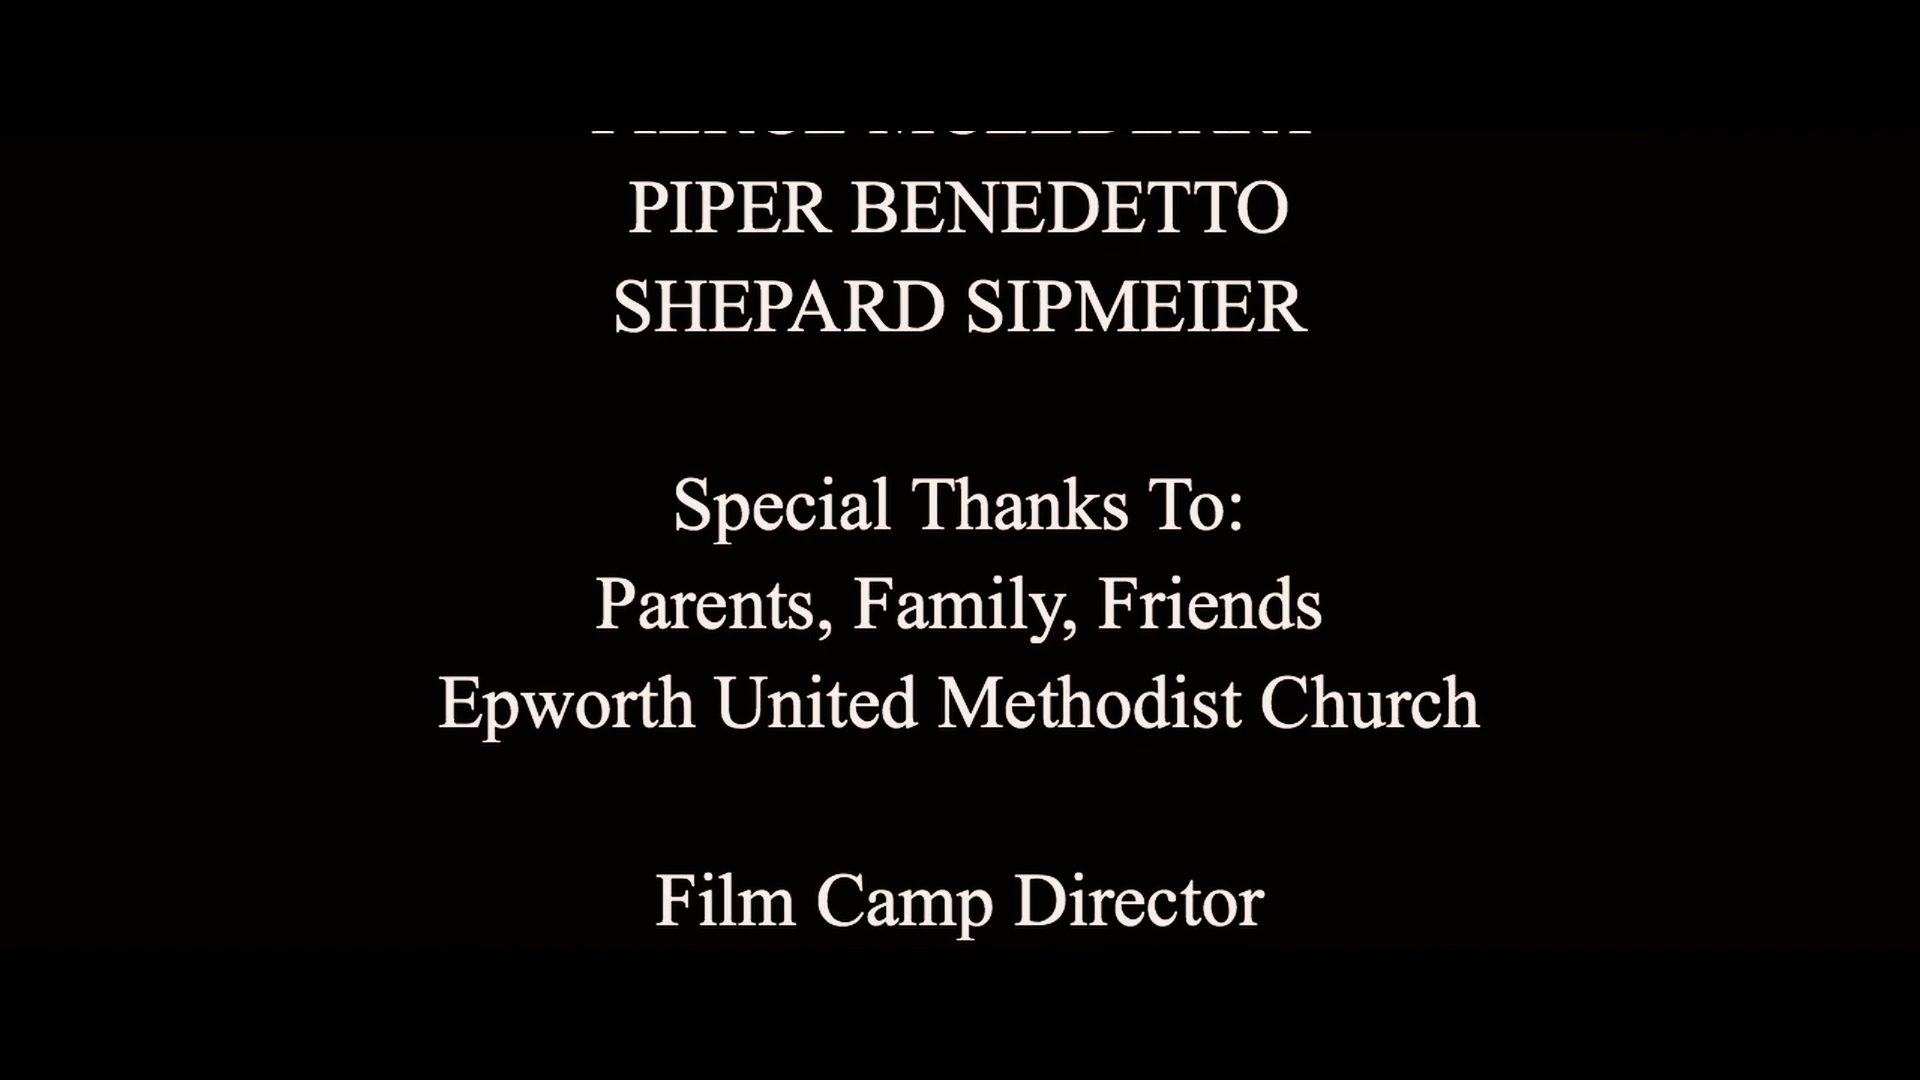 PIPER BENEDETTO
SHEPARD SIPMEIER
Special Thanks To:
Parents, Family, Friends
Epworth United Methodist Church
Film Camp Director